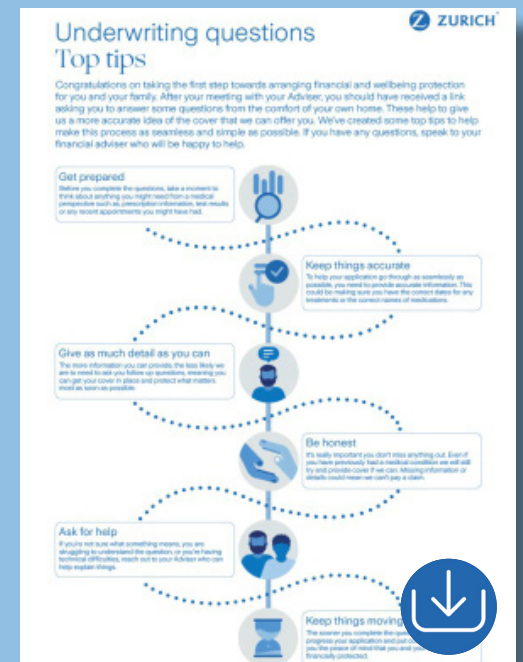 Underwriting questions
Top tips
ZURICH
Congratulations on taking the first step towards arranging financial and wellbeing protection
for you and your family. After your meeting with your Adviser, you should have received a link
asking you to answer some questions from the comfort of your own home. These help to give
us a more accurate idea of the cover that we can offer you. We've created some top tips to help
make this process as seamless and simple as possible. If you have any questions, speak to your
financial adviser who will be happy to help.
Get prepared
Before you complete the questions, take a moment to
think about anything you might need from a medical
perspective such as, prescription information, test results
or any recent appointments you might have had.
Keep things accurate
To help your application go through as seamlessly as
possible, you need to provide accurate information. This
could be making sure you have the correct dates for any
treatments or the correct names of medications.
Give as much detail as you can
The more information you can provide, the less likely we
are to need to ask you follow up questions, meaning you
can get your cover in place and protect what matters
most as soon as possible.
Be honest
It's really important you don't miss anything out. Even if
you have previously had a medical condition we will still
try and provide cover if we can. Missing information or
details could mean we can't pay a claim.
Ask for help
If you're not sure what something means, you are
struggling to understand the question, or you're having
technical difficulties, reach out to your Adviser who can
help explain things.
Keep things moving
The sooner you complete the
progress your application and put
you the peace of mind that you and
financially protected.